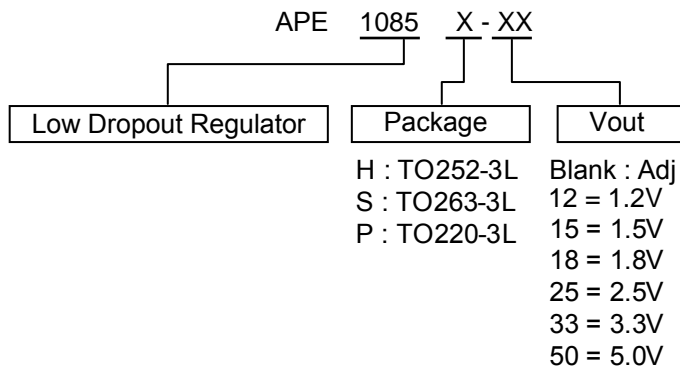 APE 1085 X - XX
Low Dropout Regulator
Package
Vout
H : TO252-3L
S : TO263-3L
P : TO220-3L
Blank : Adj
12 = 1.2V
15 = 1.5V
18 = 1.8V
25 = 2.5V
33 = 3.3V
50 = 5.0V